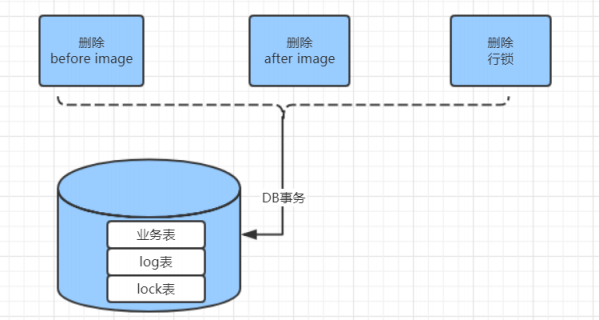 删除
before image
删除
after image
删除
行锁
DB事务
业务表
log表
lock表